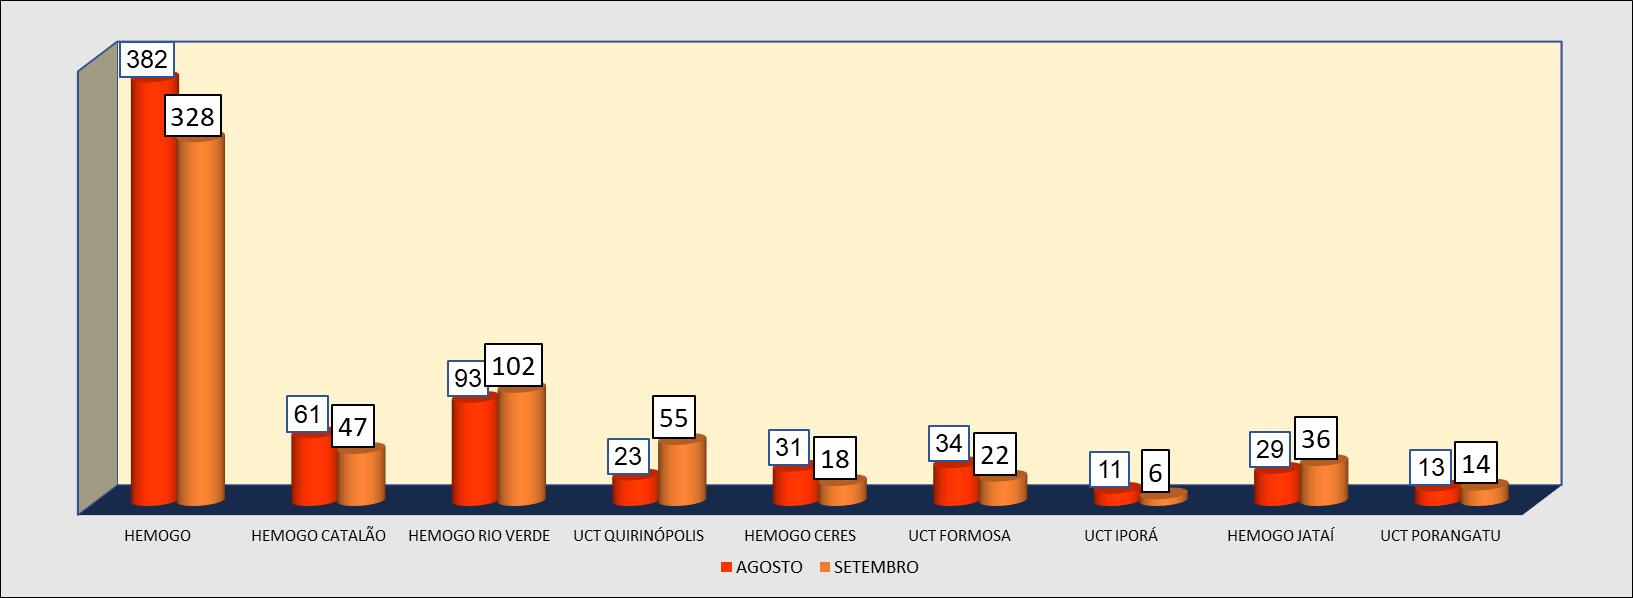 382
328
61
47
93
102
23
55
31
18
34
22
11
6
29
36
13
14
HEMOGO
HEMOGO CATALÃO
HEMOGO RIO VERDE
UCT QUIRINÓPOLIS
HEMOGO CERES
UCT FORMOSA
UCT IPORÁ
HEMOGO JATAÍ
UCT PORANGATU
AGOSTO
SETEMBRO